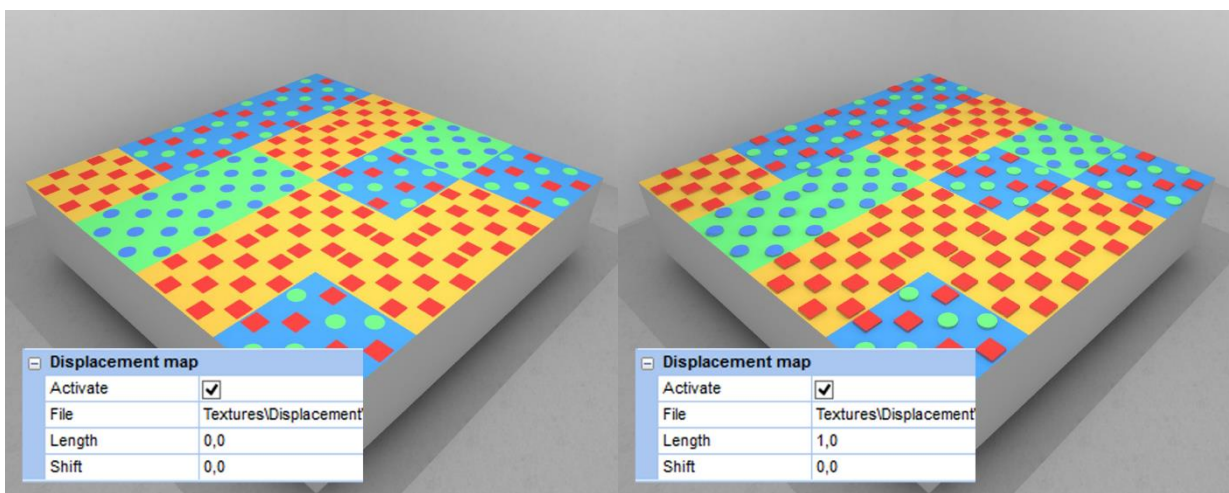 Displacement map
Activate
File Textures\Displacement\
Length 0,0
Shift 0,0
Displacement map
Activate
File Textures\Displacement\
Length 1,0
Shift 0,0